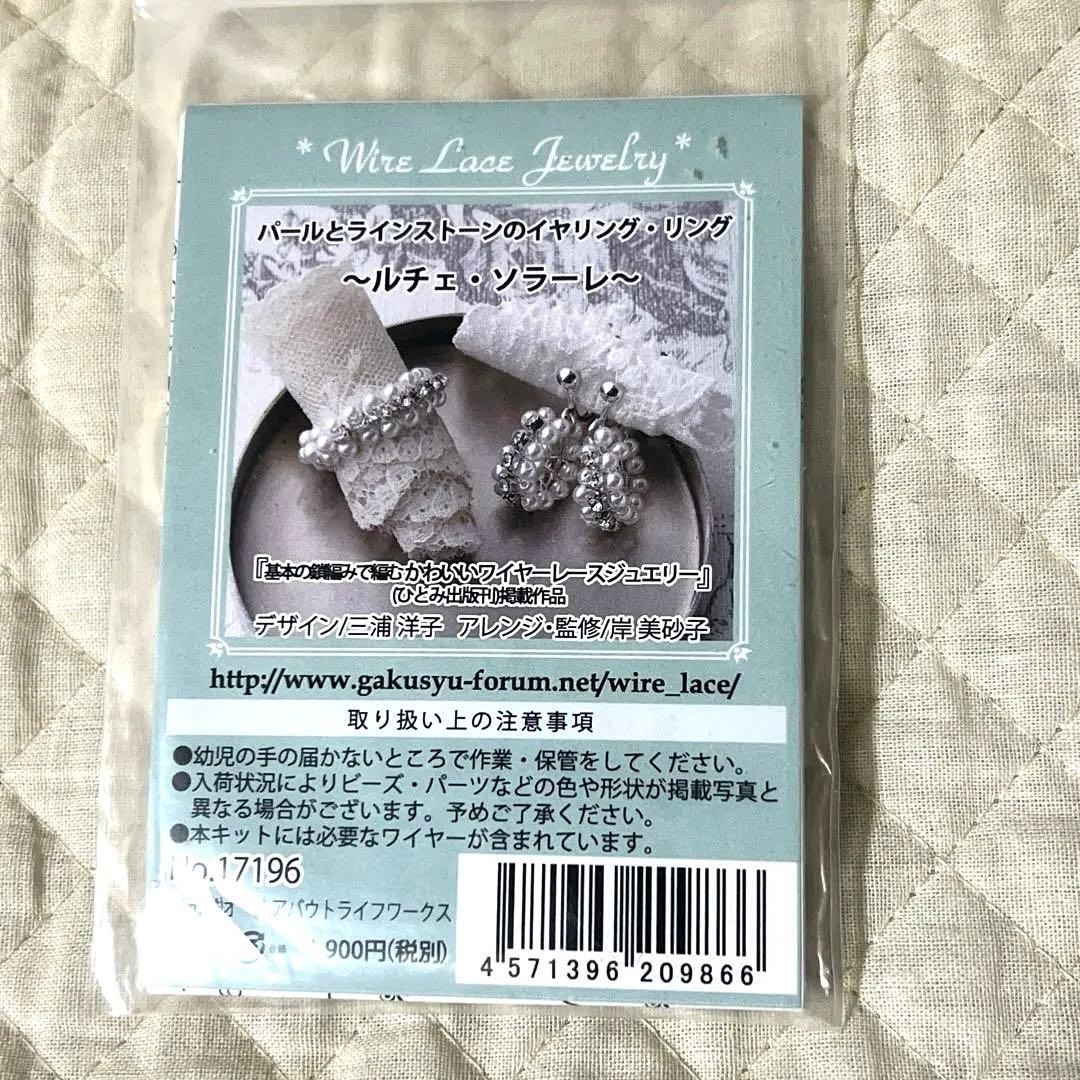 * Wire Lace Jewelry *
パールとラインストーンのイヤリング・リング
～ルチェ・ソラーレ～
『基本の鎖編みで編むかわいいワイヤーレースジュエリー』
(ひとみ出版刊)掲載作品
デザイン/三浦 洋子 アレンジ・監修/岸 美砂子
http://www.gakusyu-forum.net/wire_lace/
取り扱い上の注意事項
●幼児の手の届かないところで作業・保管をしてください。
●入荷状況によりビーズ・パーツなどの色や形状が掲載写真と
異なる場合がございます。予めご了承ください。
●本キットには必要なワイヤーが含まれています。
No.17196
アバウトライフワークス
900円(税別)
台紙
4 571396 209866